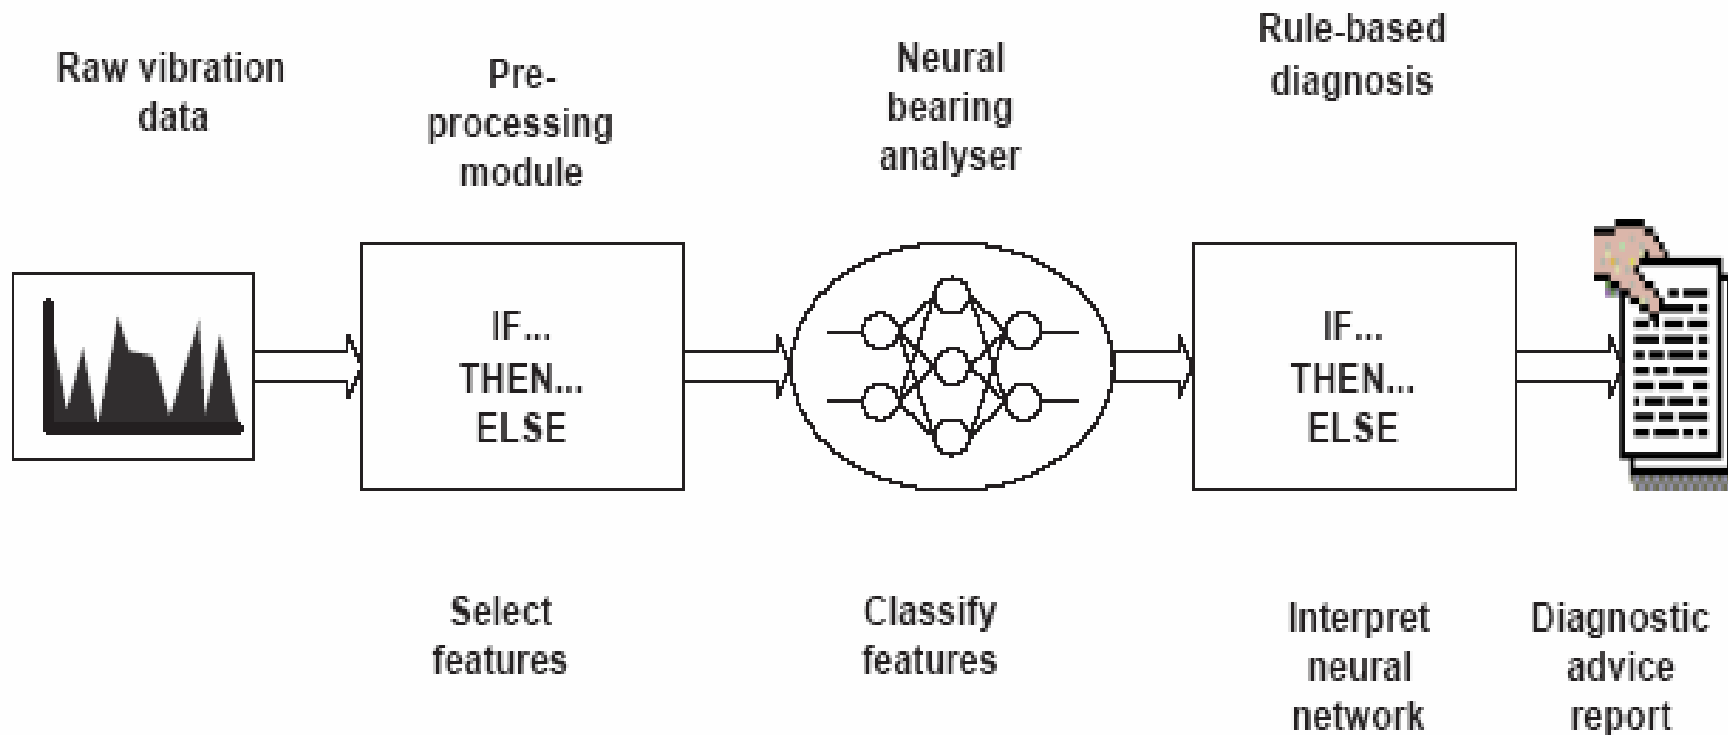 Raw vibration
data
Pre-
processing
module
Neural
bearing
analyser
Rule-based
diagnosis
IF...
THEN...
ELSE
IF...
THEN...
ELSE
Select
features
Classify
features
Interpret
neural
network
Diagnostic
advice
report